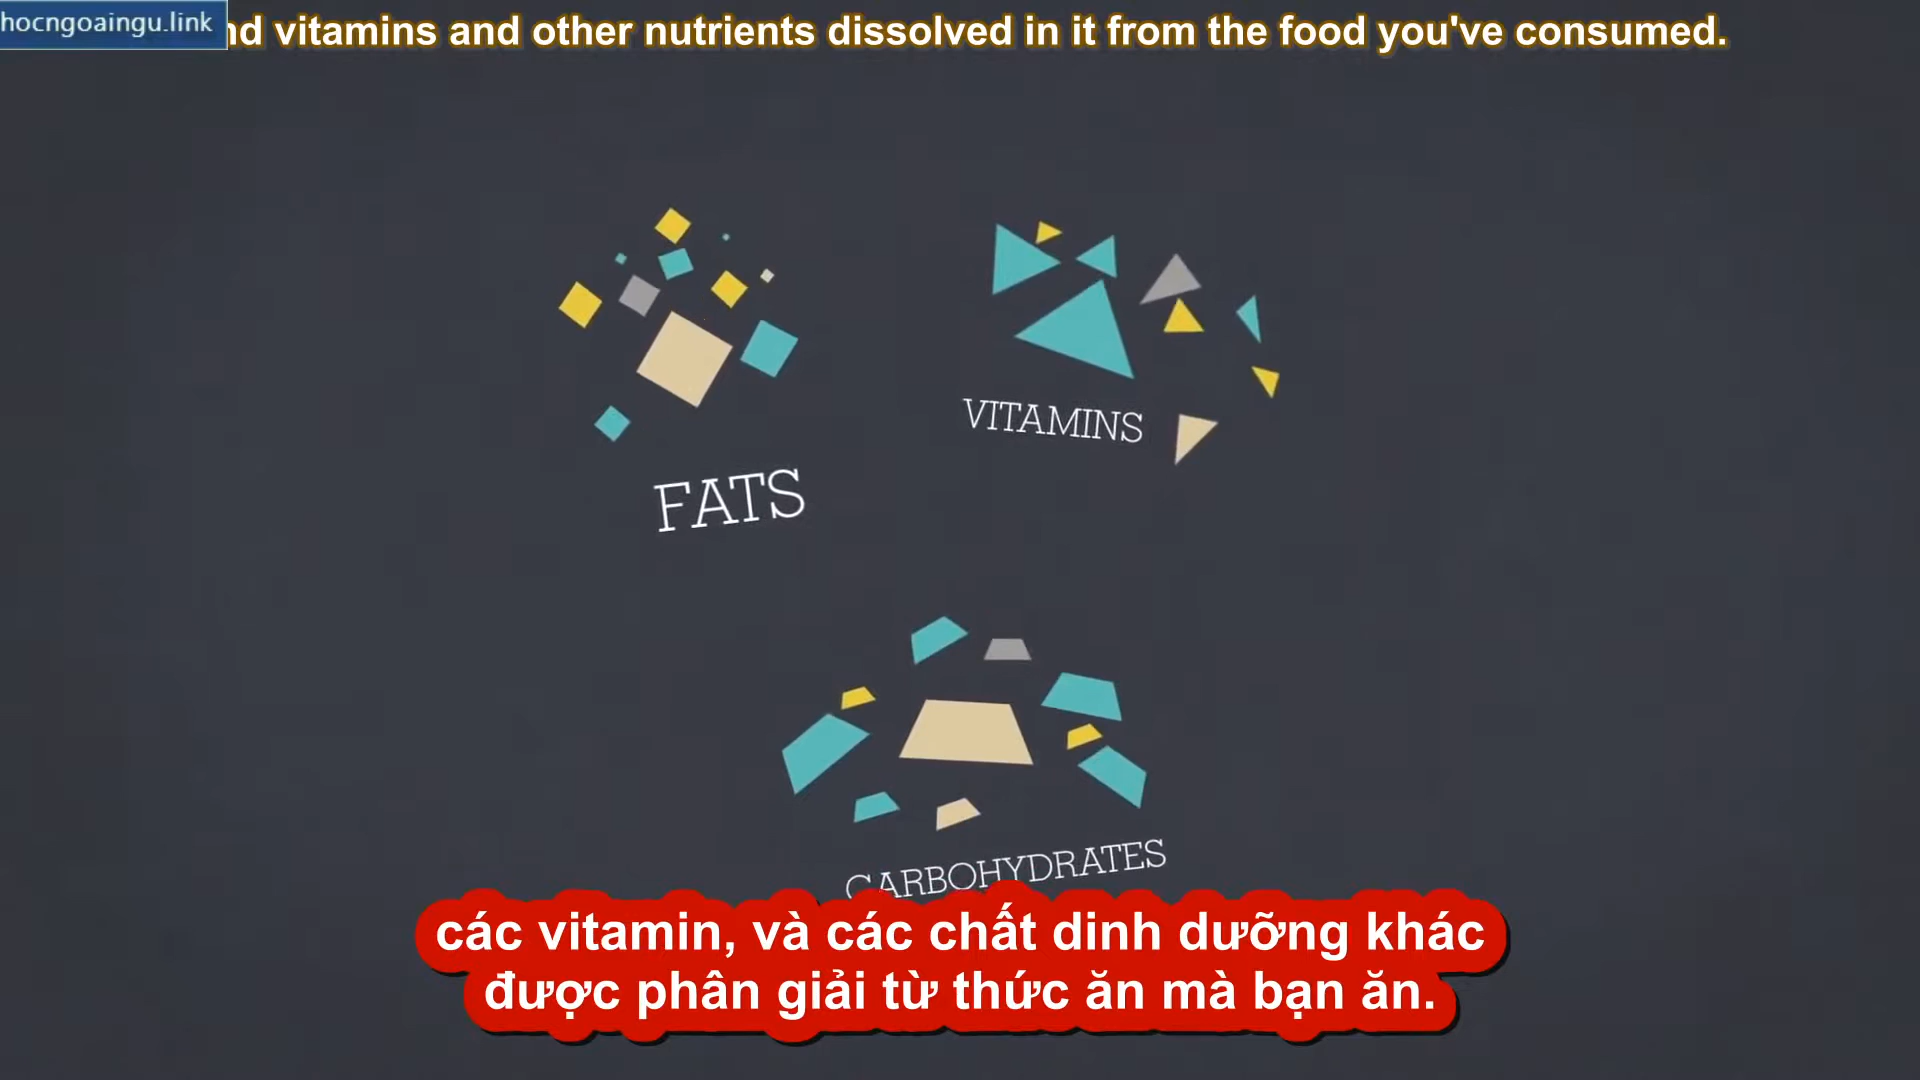 hocngoaingu.link
vitamins and other nutrients dissolved in it from the food you've consumed.
VITAMINS
FATS
CARBOHYDRATES
các vitamin, và các chất dinh dưỡng khác
được phân giải từ thức ăn mà bạn ăn.